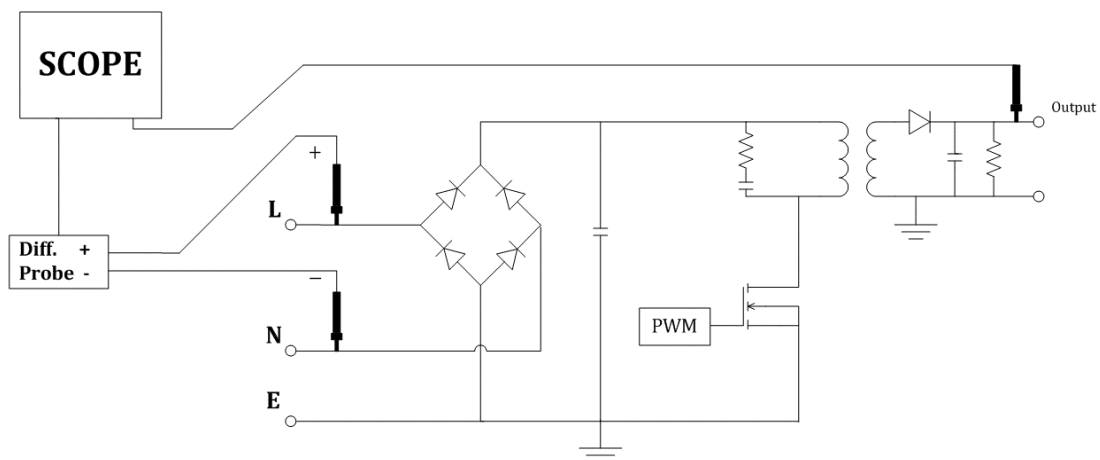 SCOPE
Output
+
L
Diff. +
Probe -
−
N
PWM
E